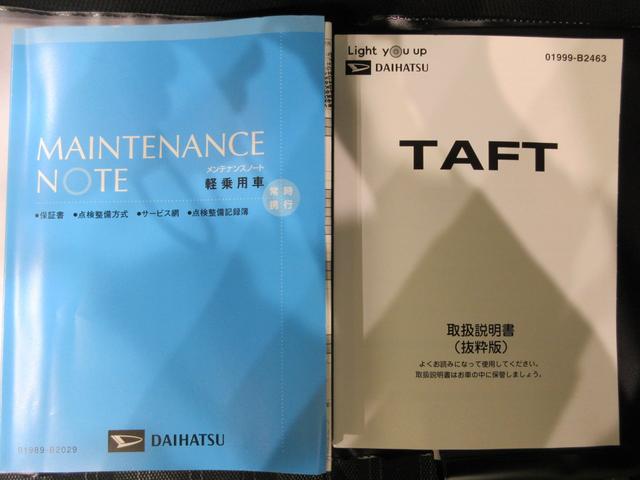 MAINTENANCE
NOTE
メンテナンスノート
軽乗用車
常時
携行
●保証書 ●点検整備方式 ●サービス網 ●点検整備記録簿
DAIHATSU
01989-B2029
Light you up
DAIHATSU
01999-B2463
TAFT
取扱説明書
（抜粋版）
よくお読みになって使用してください。
取扱説明書はお車の中に保管しましょう。